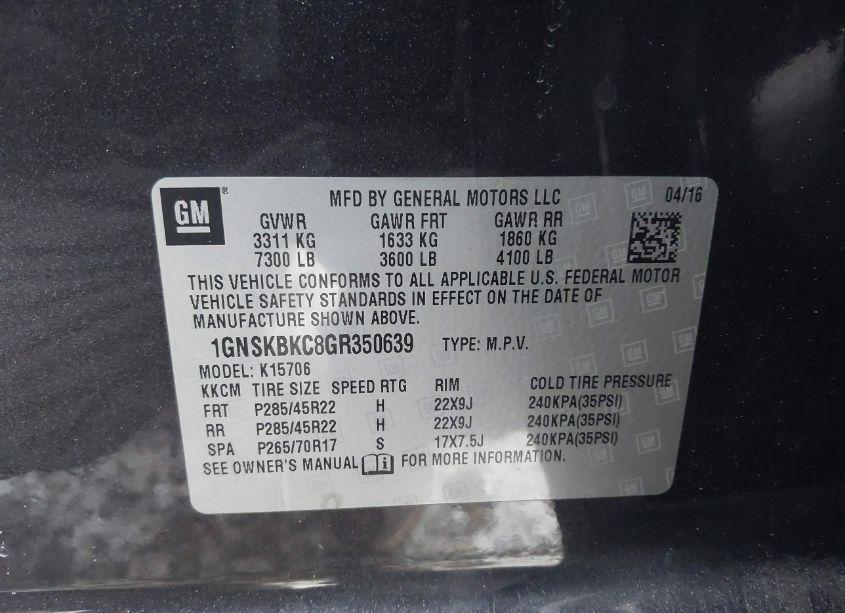 GM
MFD BY GENERAL MOTORS LLC 04/16
GVWR GAWR FRT GAWR RR
3311 KG 1633 KG 1860 KG
7300 LB 3600 LB 4100 LB
THIS VEHICLE CONFORMS TO ALL APPLICABLE U.S. FEDERAL MOTOR
VEHICLE SAFETY STANDARDS IN EFFECT ON THE DATE OF
MANUFACTURE SHOWN ABOVE.
1GNSKBKC8GR350639 TYPE: M.P.V.
MODEL: K15706
KKCM TIRE SIZE SPEED RTG RIM COLD TIRE PRESSURE
FRT P285/45R22 H 22X9J 240KPA(35PSI)
RR P285/45R22 H 22X9J 240KPA(35PSI)
SPA P265/70R17 S 17X7.5J 240KPA(35PSI)
SEE OWNER'S MANUAL i FOR MORE INFORMATION.